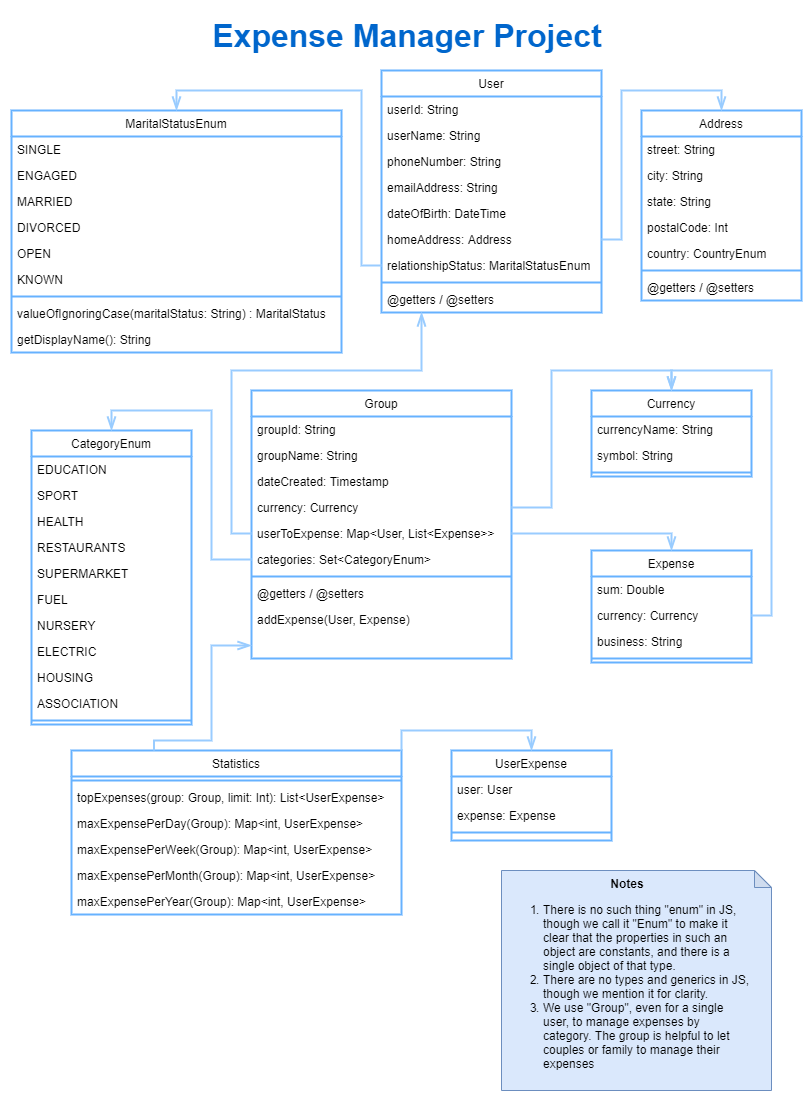 Expense Manager Project
User
userId: String
userName: String
phoneNumber: String
emailAddress: String
dateOfBirth: DateTime
homeAddress: Address
relationshipStatus: MaritalStatusEnum
@getters / @setters
MaritalStatusEnum
SINGLE
ENGAGED
MARRIED
DIVORCED
OPEN
KNOWN
valueOfIgnoringCase(maritalStatus: String) : MaritalStatus
getDisplayName(): String
Address
street: String
city: String
state: String
postalCode: Int
country: CountryEnum
@getters / @setters
Group
groupId: String
groupName: String
dateCreated: Timestamp
currency: Currency
userToExpense: Map<User, List<Expense>>
categories: Set<CategoryEnum>
@getters / @setters
addExpense(User, Expense)
Currency
currencyName: String
symbol: String
CategoryEnum
EDUCATION
SPORT
HEALTH
RESTAURANTS
SUPERMARKET
FUEL
NURSERY
ELECTRIC
HOUSING
ASSOCIATION
Expense
sum: Double
currency: Currency
business: String
Statistics
topExpenses(group: Group, limit: Int): List<UserExpense>
maxExpensePerDay(Group): Map<int, UserExpense>
maxExpensePerWeek(Group): Map<int, UserExpense>
maxExpensePerMonth(Group): Map<int, UserExpense>
maxExpensePerYear(Group): Map<int, UserExpense>
UserExpense
user: User
expense: Expense
Notes
1. There is no such thing "enum" in JS,
though we call it "Enum" to make it
clear that the properties in such an
object are constants, and there is a
single object of that type.
2. There are no types and generics in JS,
though we mention it for clarity.
3. We use "Group", even for a single
user, to manage expenses by
category. The group is helpful to let
couples or family to manage their
expenses